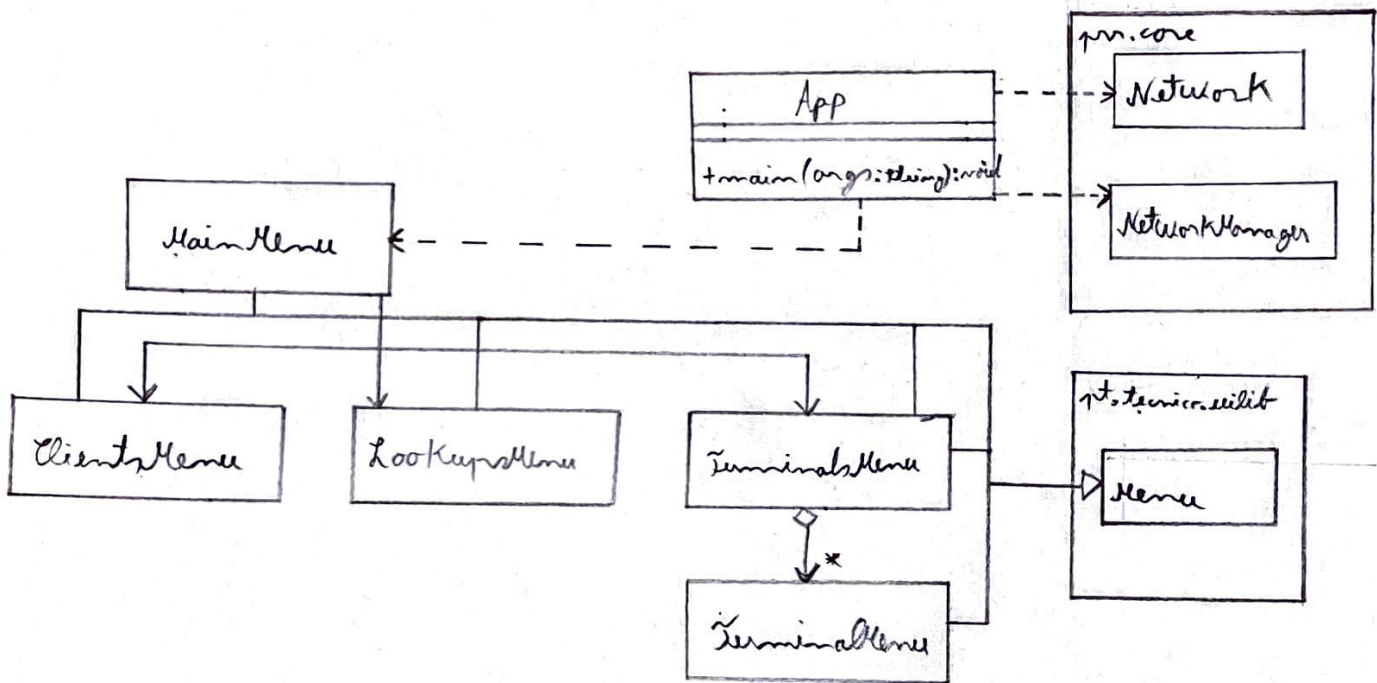 prr.core
Network
App
+main(args:string):void
NetworkManager
MainMenu
ClientsMenu
LookupsMenu
TerminalsMenu
pt.tecnico.uilib
Menu
*
TerminalMenu